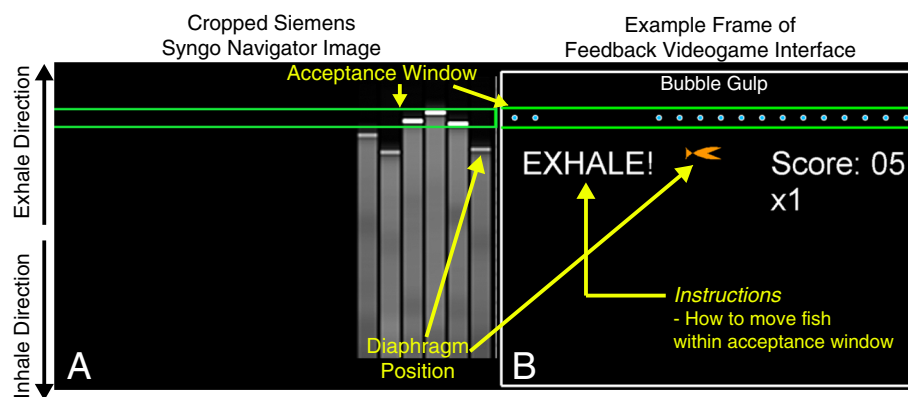 Cropped Siemens
Syngo Navigator Image
Example Frame of
Feedback Videogame Interface
Exhale Direction
Inhale Direction
Acceptance Window
Bubble Gulp
EXHALE!
Score: 05
x1
Instructions
- How to move fish
within acceptance window
Diaphragm
Position
A
B